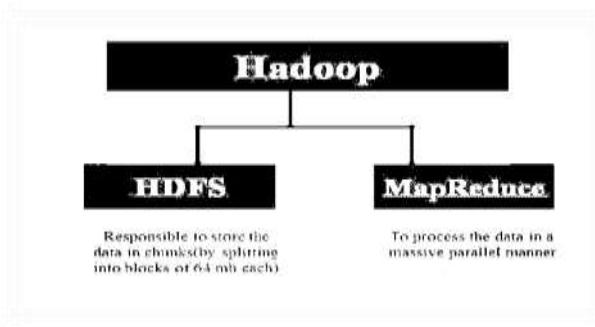 Hadoop
HDFS
MapReduce
Responsible to store the
data in chunks(by splitting
into blocks of 64 mb each)
To process the data in a
massive parallel manner